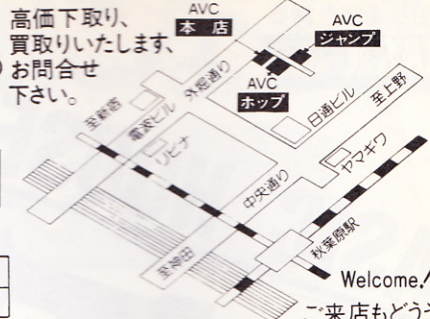 高価下取り、
買取りいたします、
お問合せ
下さい。
AVC
本店
AVC
ジャンプ
AVC
ホップ
至新宿
電波ビル
外堀通り
リビナ
日通ビル
至上野
ヤマギワ
中央通り
至神田
秋葉原駅
Welcome!
ご来店もどうぞ